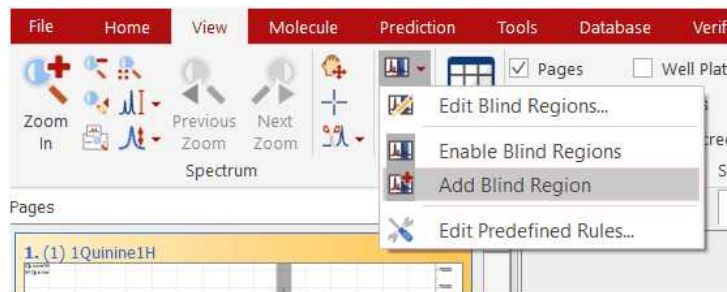 File Home View Molecule Prediction Tools Database Verif
Pages Well Plat
Edit Blind Regions...
Zoom In
Previous Zoom
Next Zoom
Enable Blind Regions
Spectrum
Add Blind Region
Pages
Edit Predefined Rules...
1. (1) 1Quinine1H